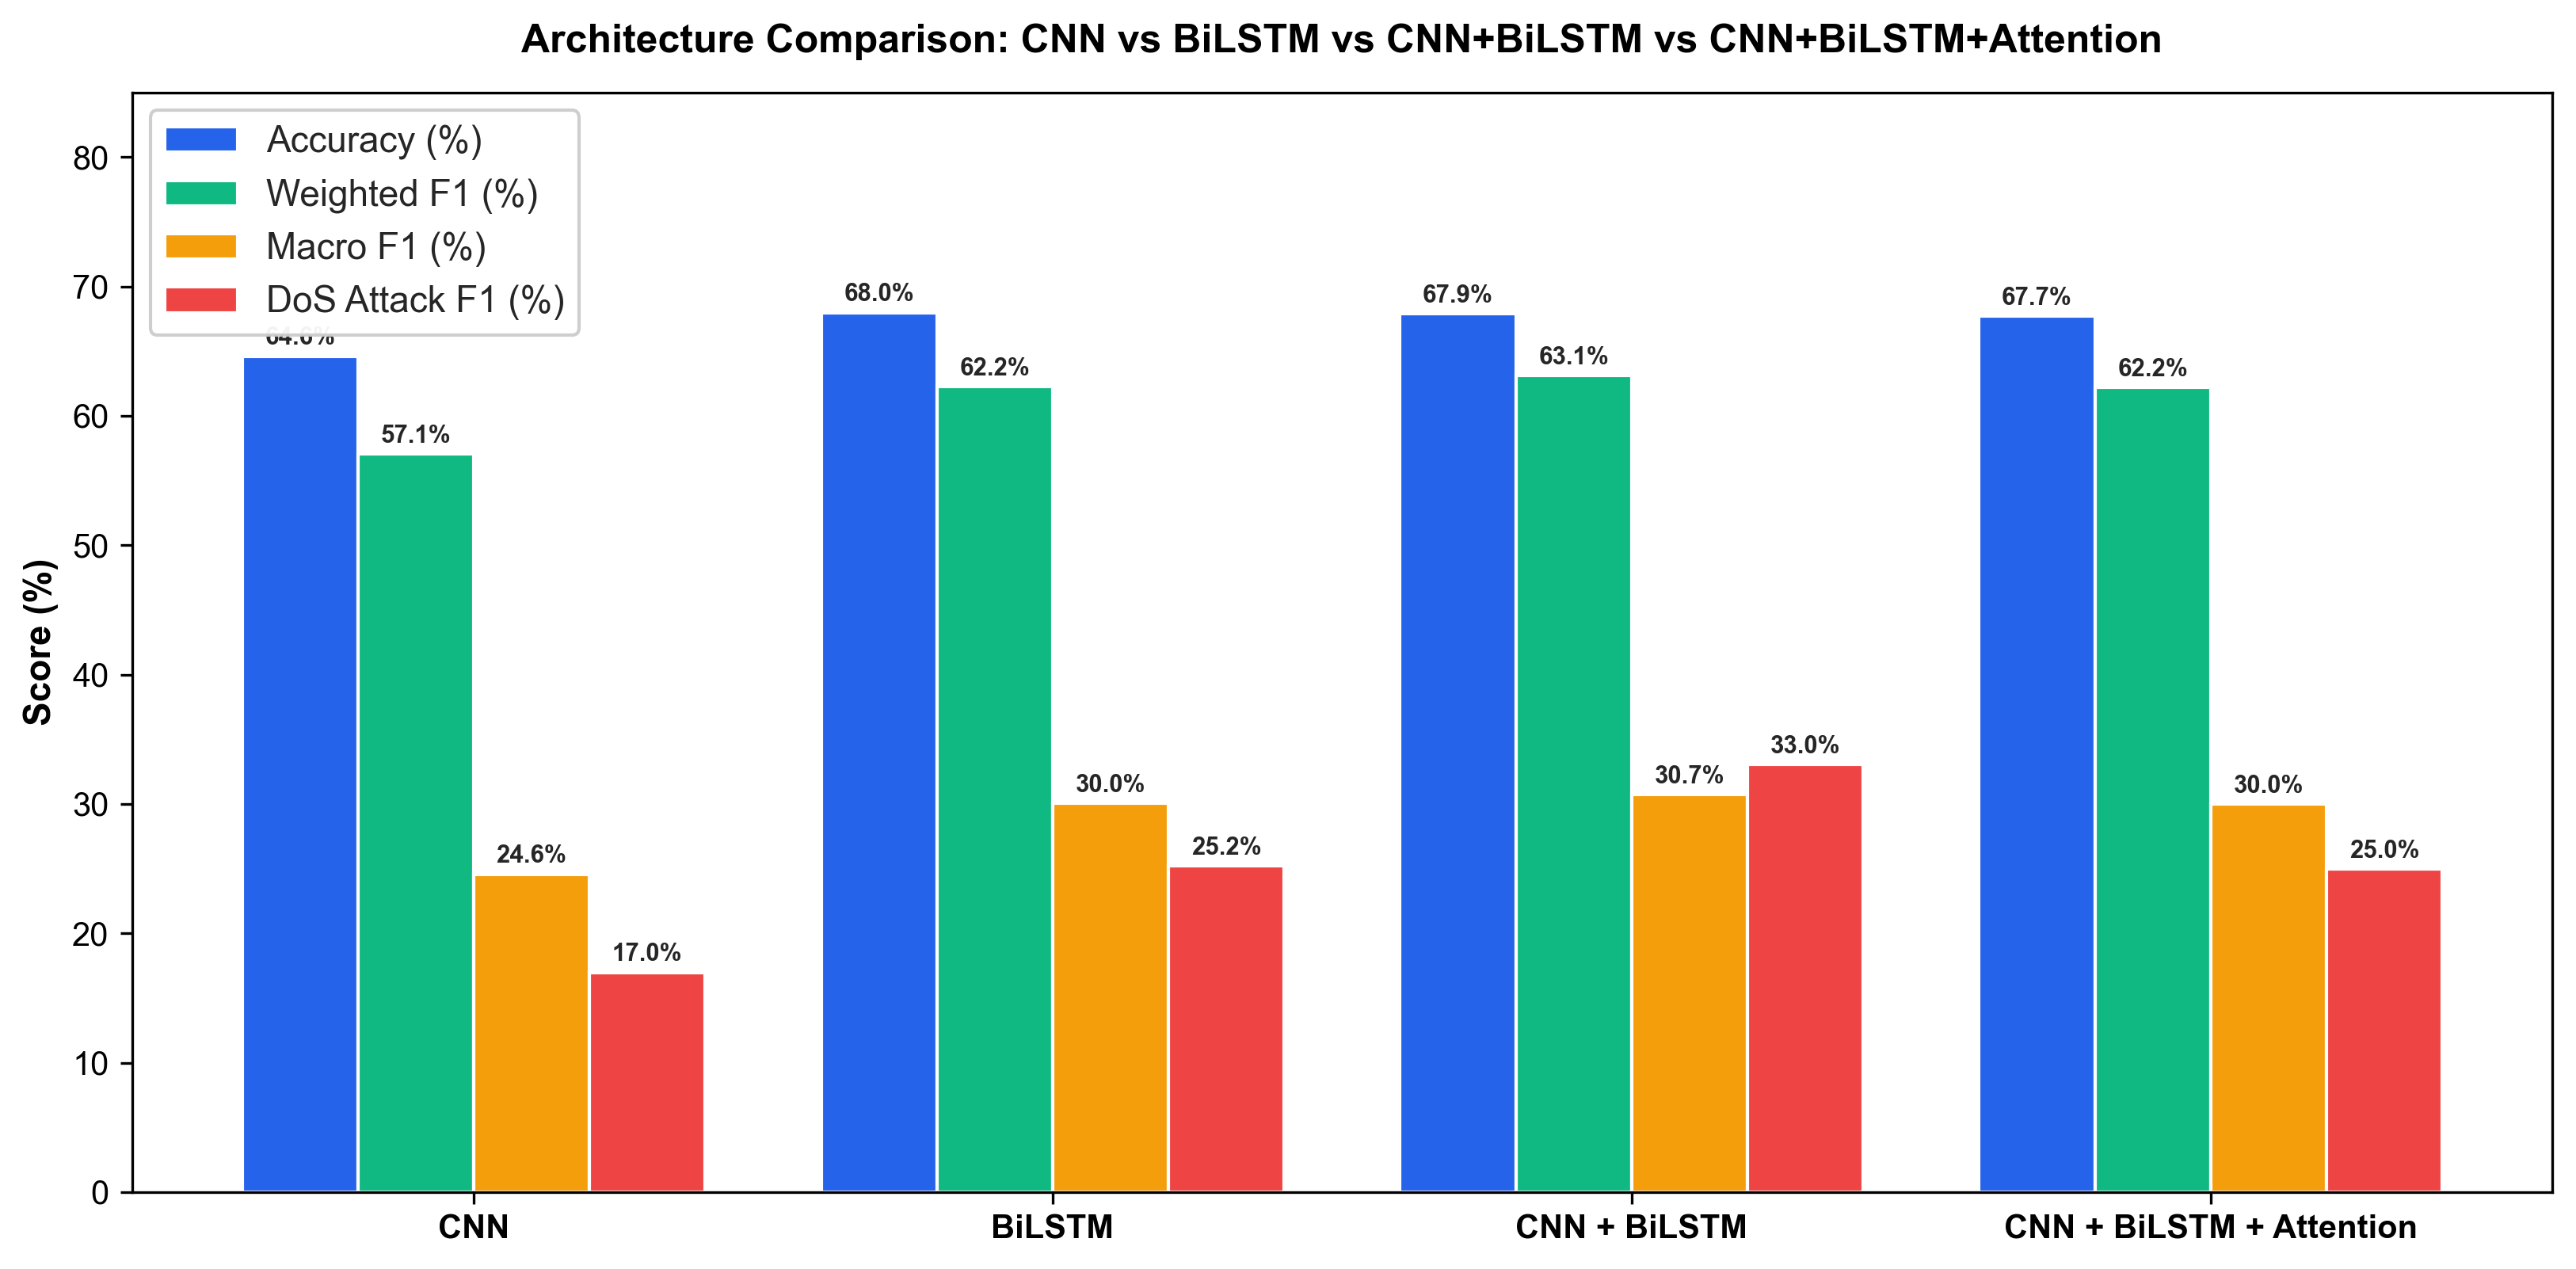 Architecture Comparison: CNN vs BiLSTM vs CNN+BiLSTM vs CNN+BiLSTM+Attention
Accuracy (%)
Weighted F1 (%)
Macro F1 (%)
DoS Attack F1 (%)
Score (%)
80
70
60
50
40
30
20
10
0
64.6%
57.1%
24.6%
17.0%
68.0%
62.2%
30.0%
25.2%
67.9%
63.1%
30.7%
33.0%
67.7%
62.2%
30.0%
25.0%
CNN
BiLSTM
CNN + BiLSTM
CNN + BiLSTM + Attention